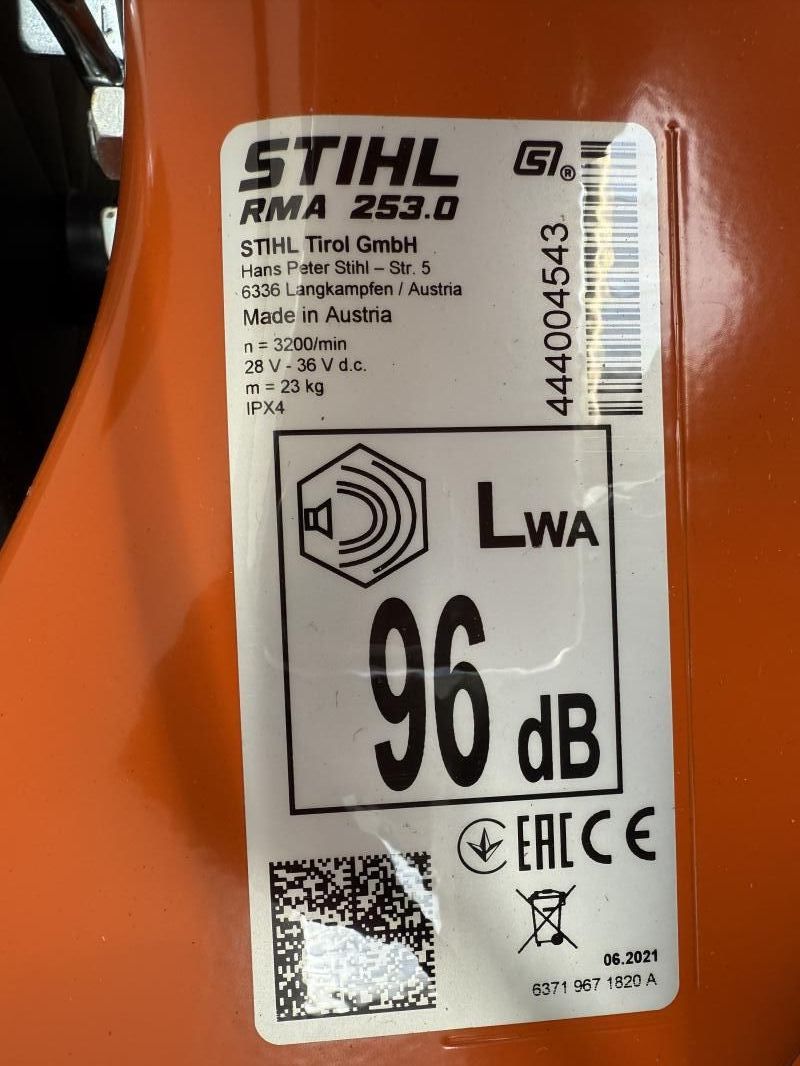 STIHL
RMA 253.0
STIHL Tirol GmbH
Hans Peter Stihl – Str. 5
6336 Langkampfen / Austria
Made in Austria
n = 3200/min
28 V - 36 V d.c.
m = 23 kg
IPX4
®
444004543
LWA
96 dB
EAC CE
06.2021
6371 967 1820 A